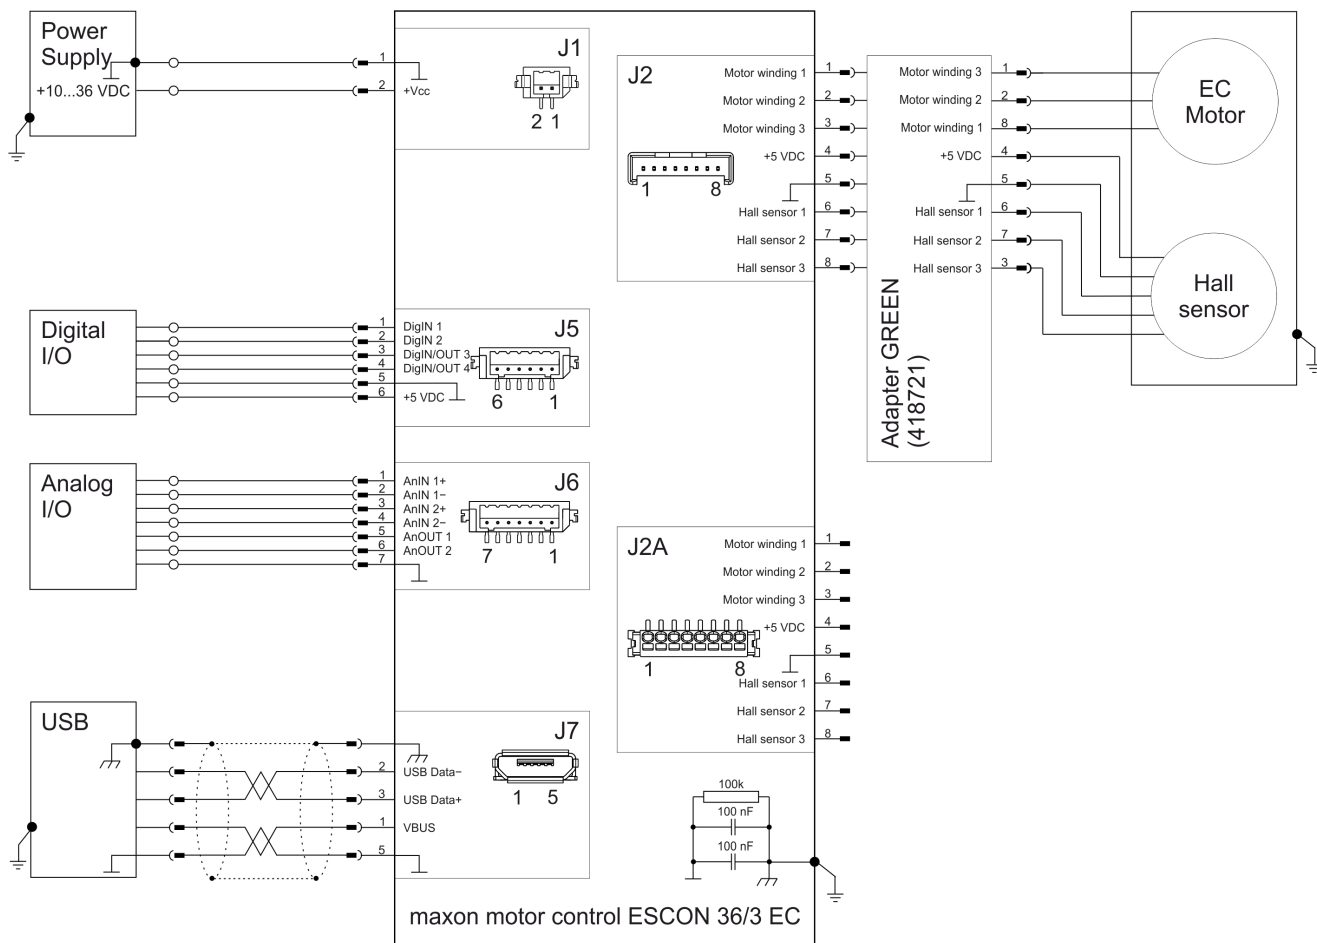 Power
Supply
+10...36 VDC
1
2
+Vcc
J1
2 1
J2
Motor winding 1
1
Motor winding 2
2
Motor winding 3
3
+5 VDC
4
5
Hall sensor 1
6
Hall sensor 2
7
Hall sensor 3
8
1 8
Motor winding 3
1
Motor winding 2
2
Motor winding 1
8
+5 VDC
4
5
Hall sensor 1
6
Hall sensor 2
7
Hall sensor 3
3
Adapter GREEN
(418721)
EC
Motor
Hall
sensor
Digital
I/O
1
DigIN 1
2
DigIN 2
3
DigIN/OUT 3
4
DigIN/OUT 4
5
6
+5 VDC
J5
6 1
Analog
I/O
1
AnIN 1+
2
AnIN 1−
3
AnIN 2+
4
AnIN 2−
5
AnOUT 1
6
AnOUT 2
7
J6
7 1
J2A
Motor winding 1
1
Motor winding 2
2
Motor winding 3
3
+5 VDC
4
5
Hall sensor 1
6
Hall sensor 2
7
Hall sensor 3
8
1 8
USB
2
USB Data−
3
USB Data+
1
VBUS
5
J7
1 5
100k
100 nF
100 nF
maxon motor control ESCON 36/3 EC